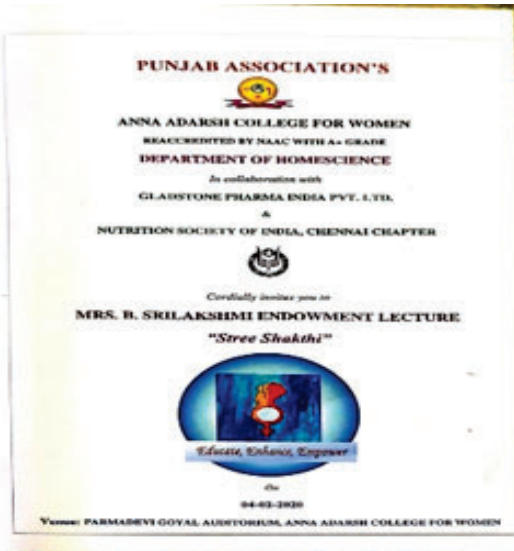 PUNJAB ASSOCIATION'S
ANNA ADARSH COLLEGE FOR WOMEN
REACCREDITED BY NAAC WITH A+ GRADE
DEPARTMENT OF HOMESCIENCE
In collaboration with
GLADSTONE PHARMA INDIA PVT. LTD.
&
NUTRITION SOCIETY OF INDIA, CHENNAI CHAPTER
Cordially invites you to
MRS. B. SRILAKSHMI ENDOWMENT LECTURE
"Stree Shakthi"
Educate, Enhance, Empower
On
04-02-2020
Venue: PARMADEVI GOYAL AUDITORIUM, ANNA ADARSH COLLEGE FOR WOMEN